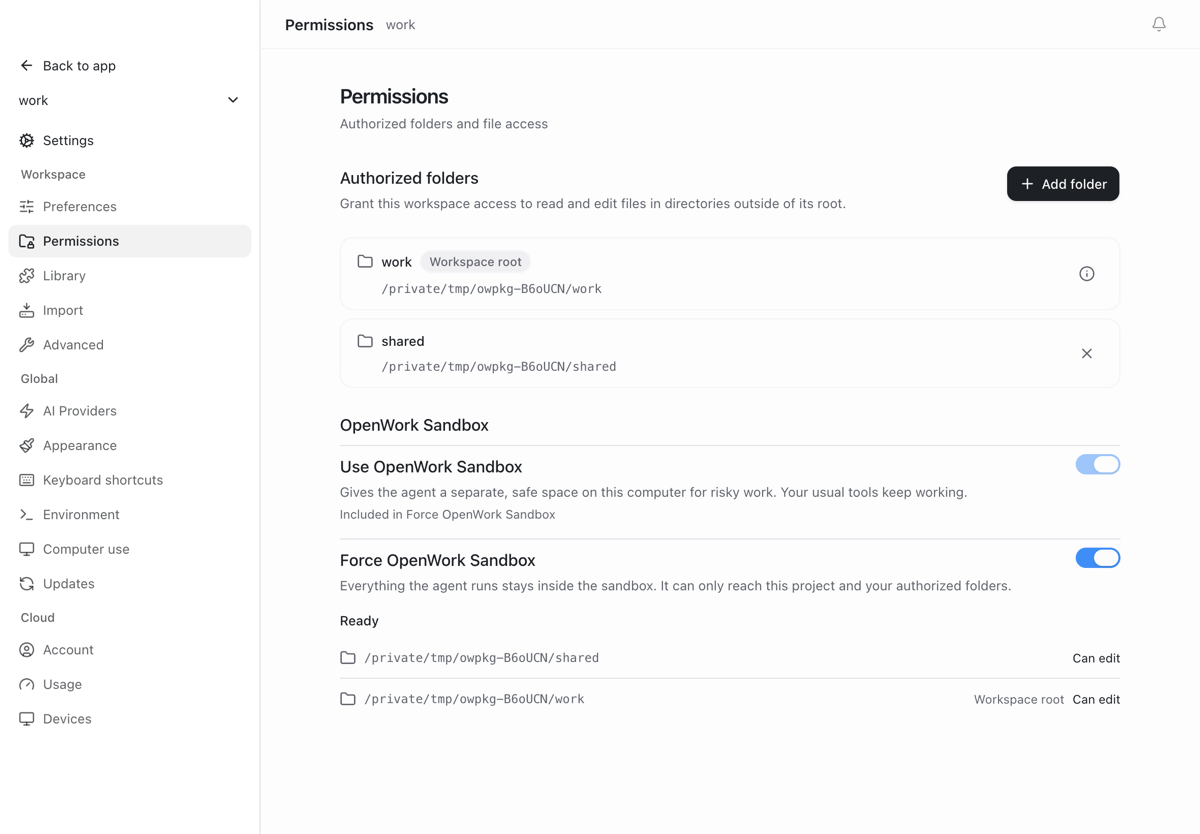 Permissions work
Back to app
work
Settings
Workspace
Preferences
Permissions
Library
Import
Advanced
Global
AI Providers
Appearance
Keyboard shortcuts
Environment
Computer use
Updates
Cloud
Account
Usage
Devices
Permissions
Authorized folders and file access
Authorized folders
Grant this workspace access to read and edit files in directories outside of its root.
Add folder
work Workspace root
/private/tmp/owpkg-B6oUCN/work
shared
/private/tmp/owpkg-B6oUCN/shared
OpenWork Sandbox
Use OpenWork Sandbox
Gives the agent a separate, safe space on this computer for risky work. Your usual tools keep working.
Included in Force OpenWork Sandbox
Force OpenWork Sandbox
Everything the agent runs stays inside the sandbox. It can only reach this project and your authorized folders.
Ready
/private/tmp/owpkg-B6oUCN/shared Can edit
/private/tmp/owpkg-B6oUCN/work Workspace root Can edit